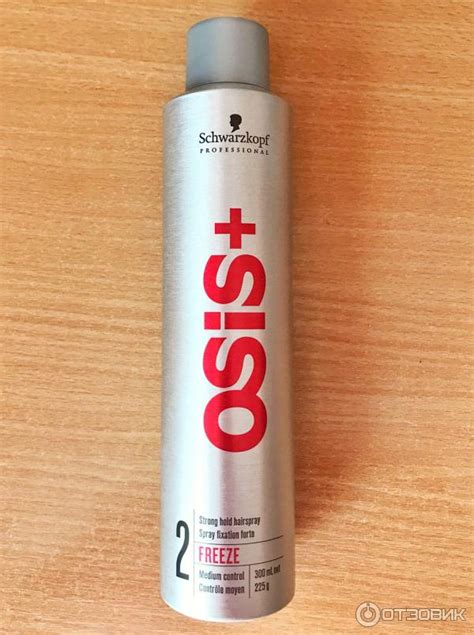 Schwarzkopf
PROFESSIONAL
OSIS+
2
Strong hold hairspray
Spray fixation forte
FREEZE
Medium control
Contrôle moyen
300 mL net
225 g
ОТЗОВИК